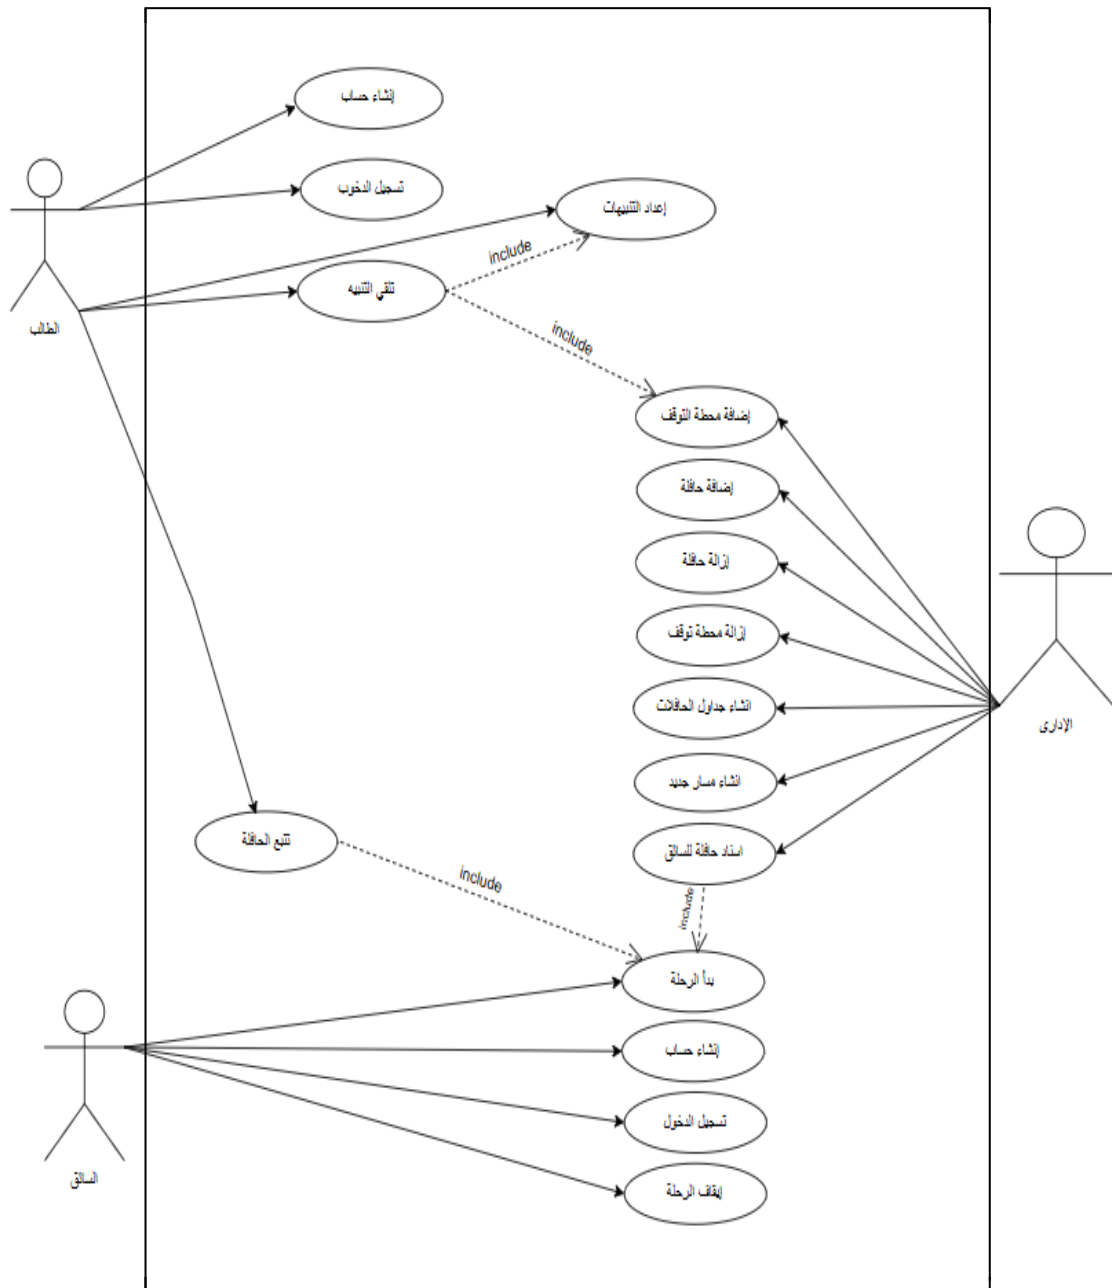 إنشاء حساب
تسجيل الدخوب
إعداد التنبيهات
include
تلقي التنبيه
الطالب
include
إضافة محطة التوقف
إضافة حافلة
إزالة حافلة
إزالة محطة توقف
انشاء جداول الحافلات
الإدارى
انشاء مسار جديد
تتبع الحافلة
اسناد حافلة للسائق
include
include
بدأ الرحلة
إنشاء حساب
تسجيل الدخول
السائق
إيقاف الرحلة